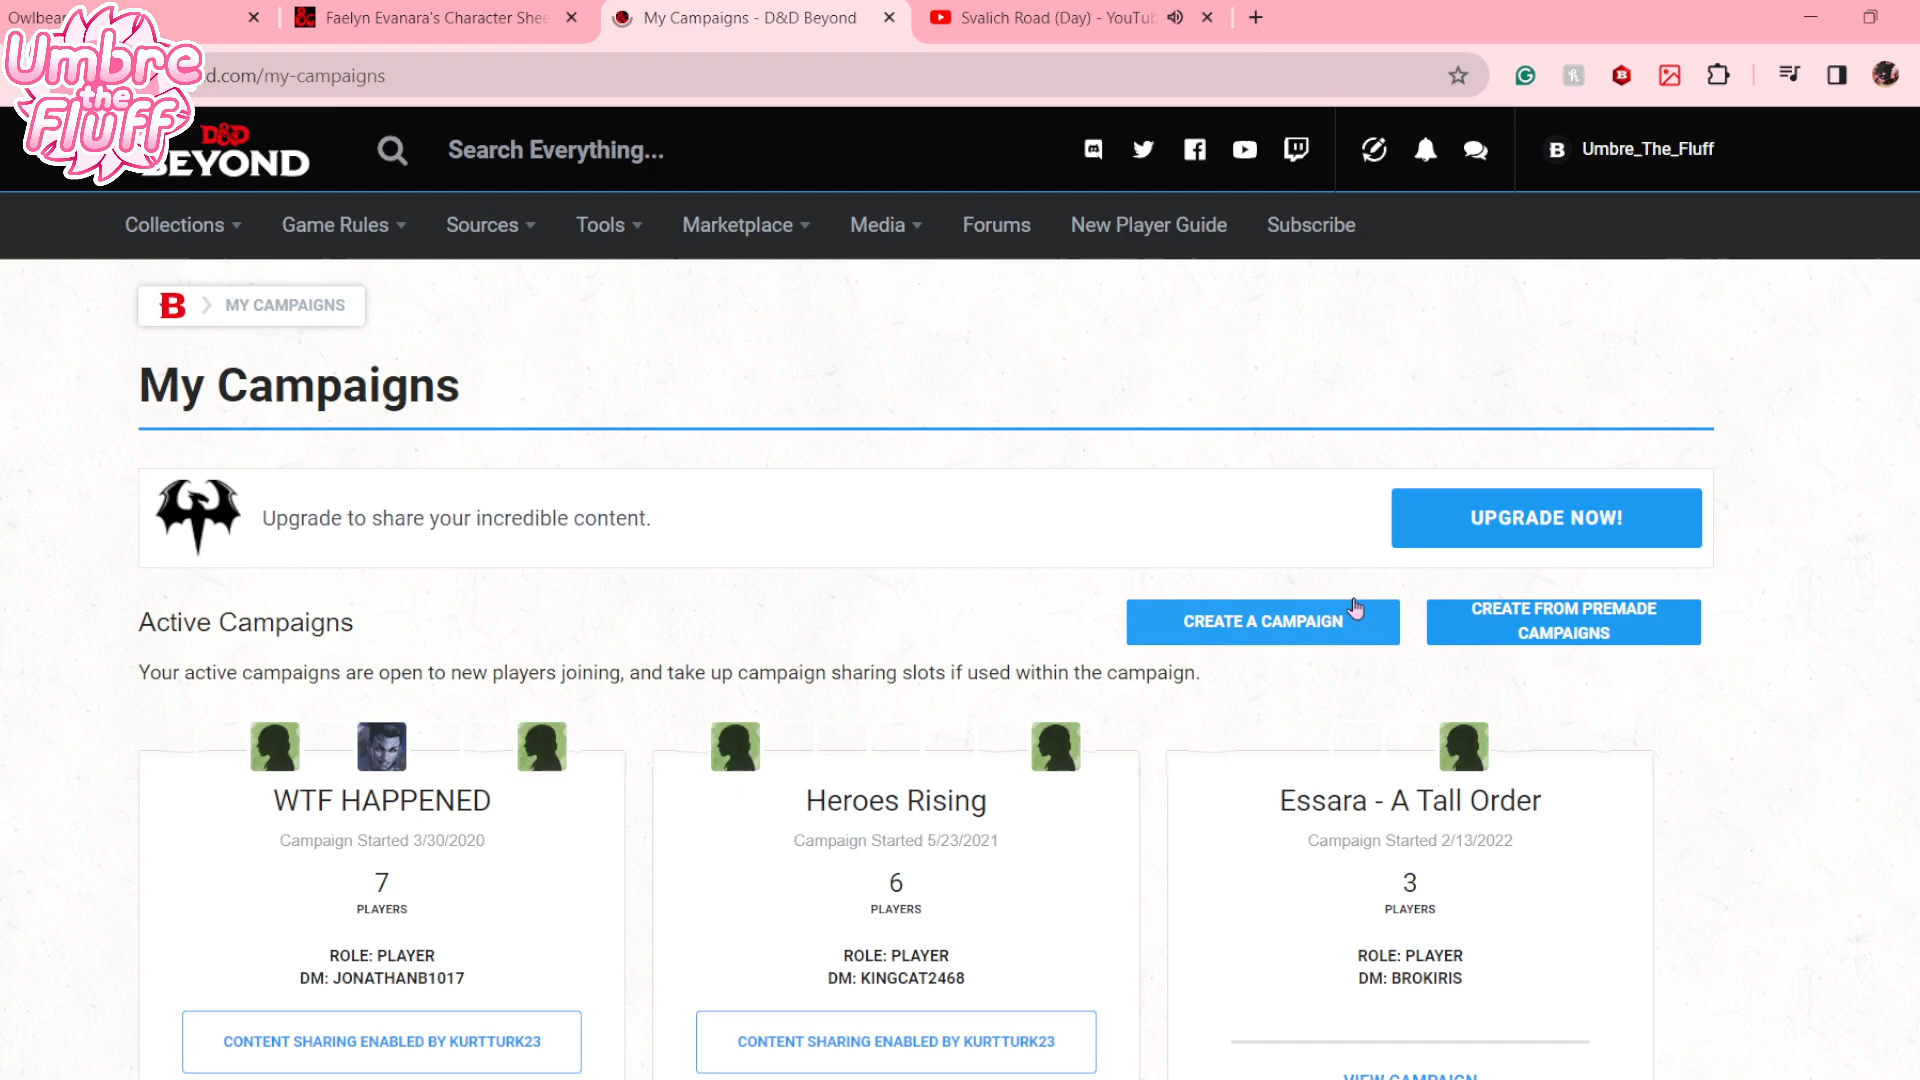 Owlbear
Faelyn Evanara's Character Shee
My Campaigns - D&D Beyond
Svalich Road (Day) - YouTub
Umbre
the
Fluff
d.com/my-campaigns
D&D
BEYOND
Search Everything...
B Umbre_The_Fluff
Collections
Game Rules
Sources
Tools
Marketplace
Media
Forums
New Player Guide
Subscribe
B MY CAMPAIGNS
My Campaigns
Upgrade to share your incredible content.
UPGRADE NOW!
Active Campaigns
CREATE A CAMPAIGN
CREATE FROM PREMADE
CAMPAIGNS
Your active campaigns are open to new players joining, and take up campaign sharing slots if used within the campaign.
WTF HAPPENED
Campaign Started 3/30/2020
7
PLAYERS
ROLE: PLAYER
DM: JONATHANB1017
CONTENT SHARING ENABLED BY KURTTURK23
Heroes Rising
Campaign Started 5/23/2021
6
PLAYERS
ROLE: PLAYER
DM: KINGCAT2468
CONTENT SHARING ENABLED BY KURTTURK23
Essara - A Tall Order
Campaign Started 2/13/2022
3
PLAYERS
ROLE: PLAYER
DM: BROKIRIS
VIEW CAMPAIGN